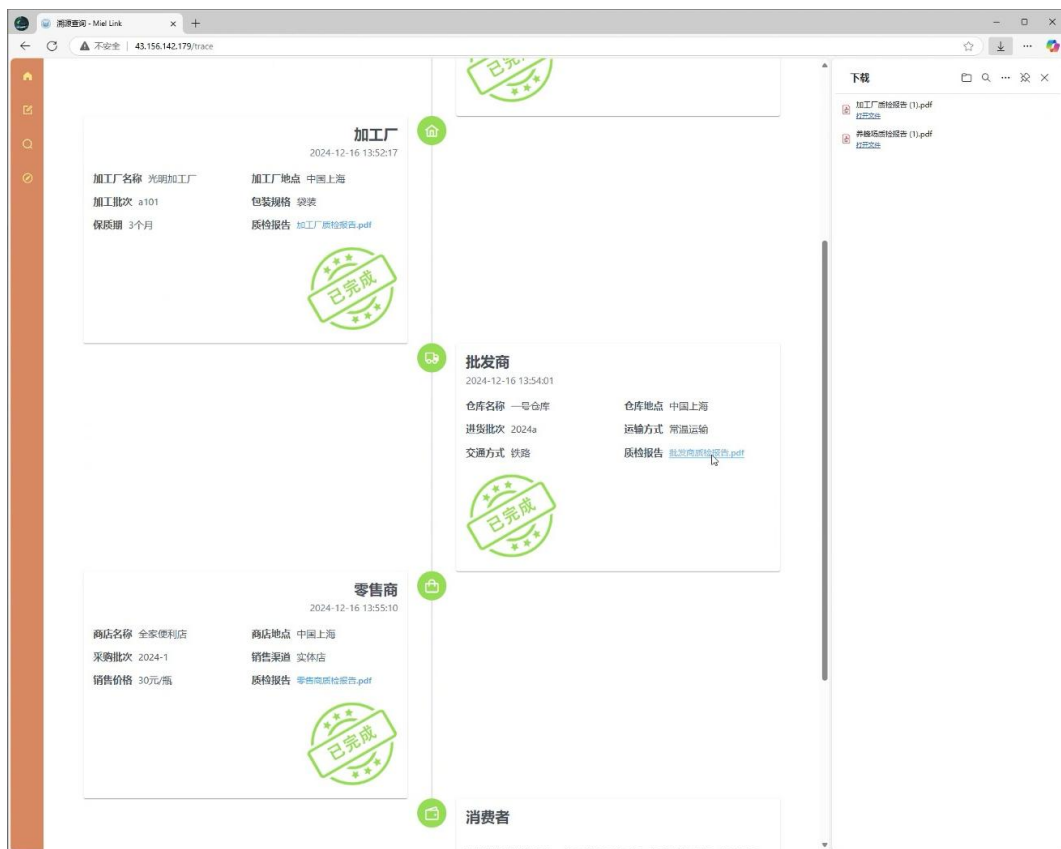 溯源查询 - Miel Link
不安全 | 43.156.142.179/trace
下载
加工厂质检报告 (1).pdf
打开文件
养蜂场质检报告 (1).pdf
打开文件
已完成
加工厂
2024-12-16 13:52:17
加工厂名称 光明加工厂 加工厂地点 中国上海
加工批次 a101 包装规格 袋装
保质期 3个月 质检报告 加工厂质检报告.pdf
已完成
批发商
2024-12-16 13:54:01
仓库名称 一号仓库 仓库地点 中国上海
进货批次 2024a 运输方式 常温运输
交通方式 铁路 质检报告 批发商质检报告.pdf
已完成
零售商
2024-12-16 13:55:10
商店名称 全家便利店 商店地点 中国上海
采购批次 2024-1 销售渠道 实体店
销售价格 30元/瓶 质检报告 零售商质检报告.pdf
已完成
消费者